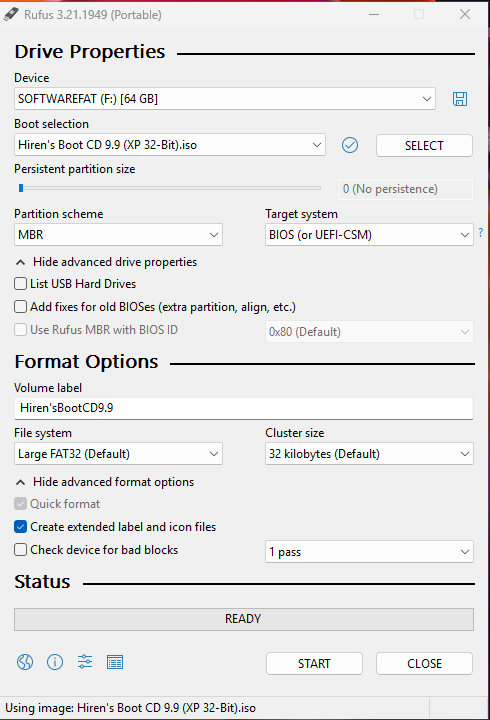 Rufus 3.21.1949 (Portable)
Drive Properties
Device
SOFTWAREFAT (F:) [64 GB]
Boot selection
Hiren's Boot CD 9.9 (XP 32-Bit).iso
SELECT
Persistent partition size
0 (No persistence)
Partition scheme
Target system
MBR
BIOS (or UEFI-CSM)
?
Hide advanced drive properties
List USB Hard Drives
Add fixes for old BIOSes (extra partition, align, etc.)
Use Rufus MBR with BIOS ID
0x80 (Default)
Format Options
Volume label
Hiren'sBootCD9.9
File system
Cluster size
Large FAT32 (Default)
32 kilobytes (Default)
Hide advanced format options
Quick format
Create extended label and icon files
Check device for bad blocks
1 pass
Status
READY
START
CLOSE
Using image: Hiren's Boot CD 9.9 (XP 32-Bit).iso